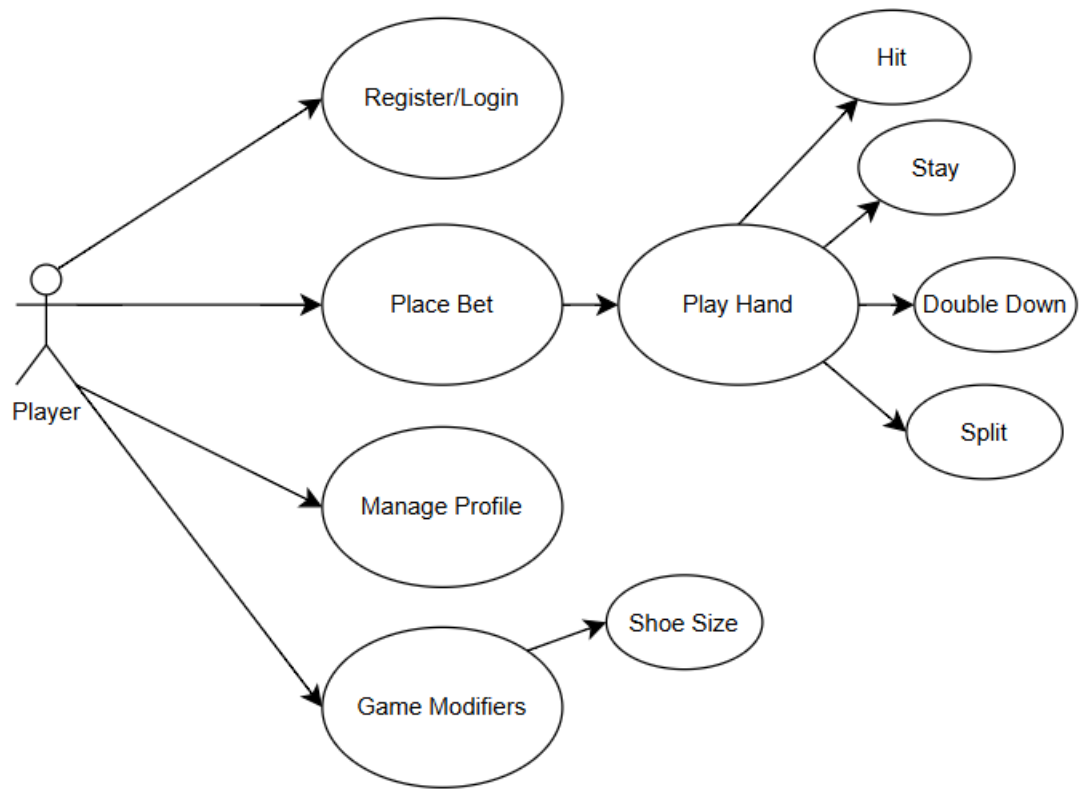 Hit
Register/Login
Stay
Place Bet
Play Hand
Double Down
Player
Split
Manage Profile
Shoe Size
Game Modifiers